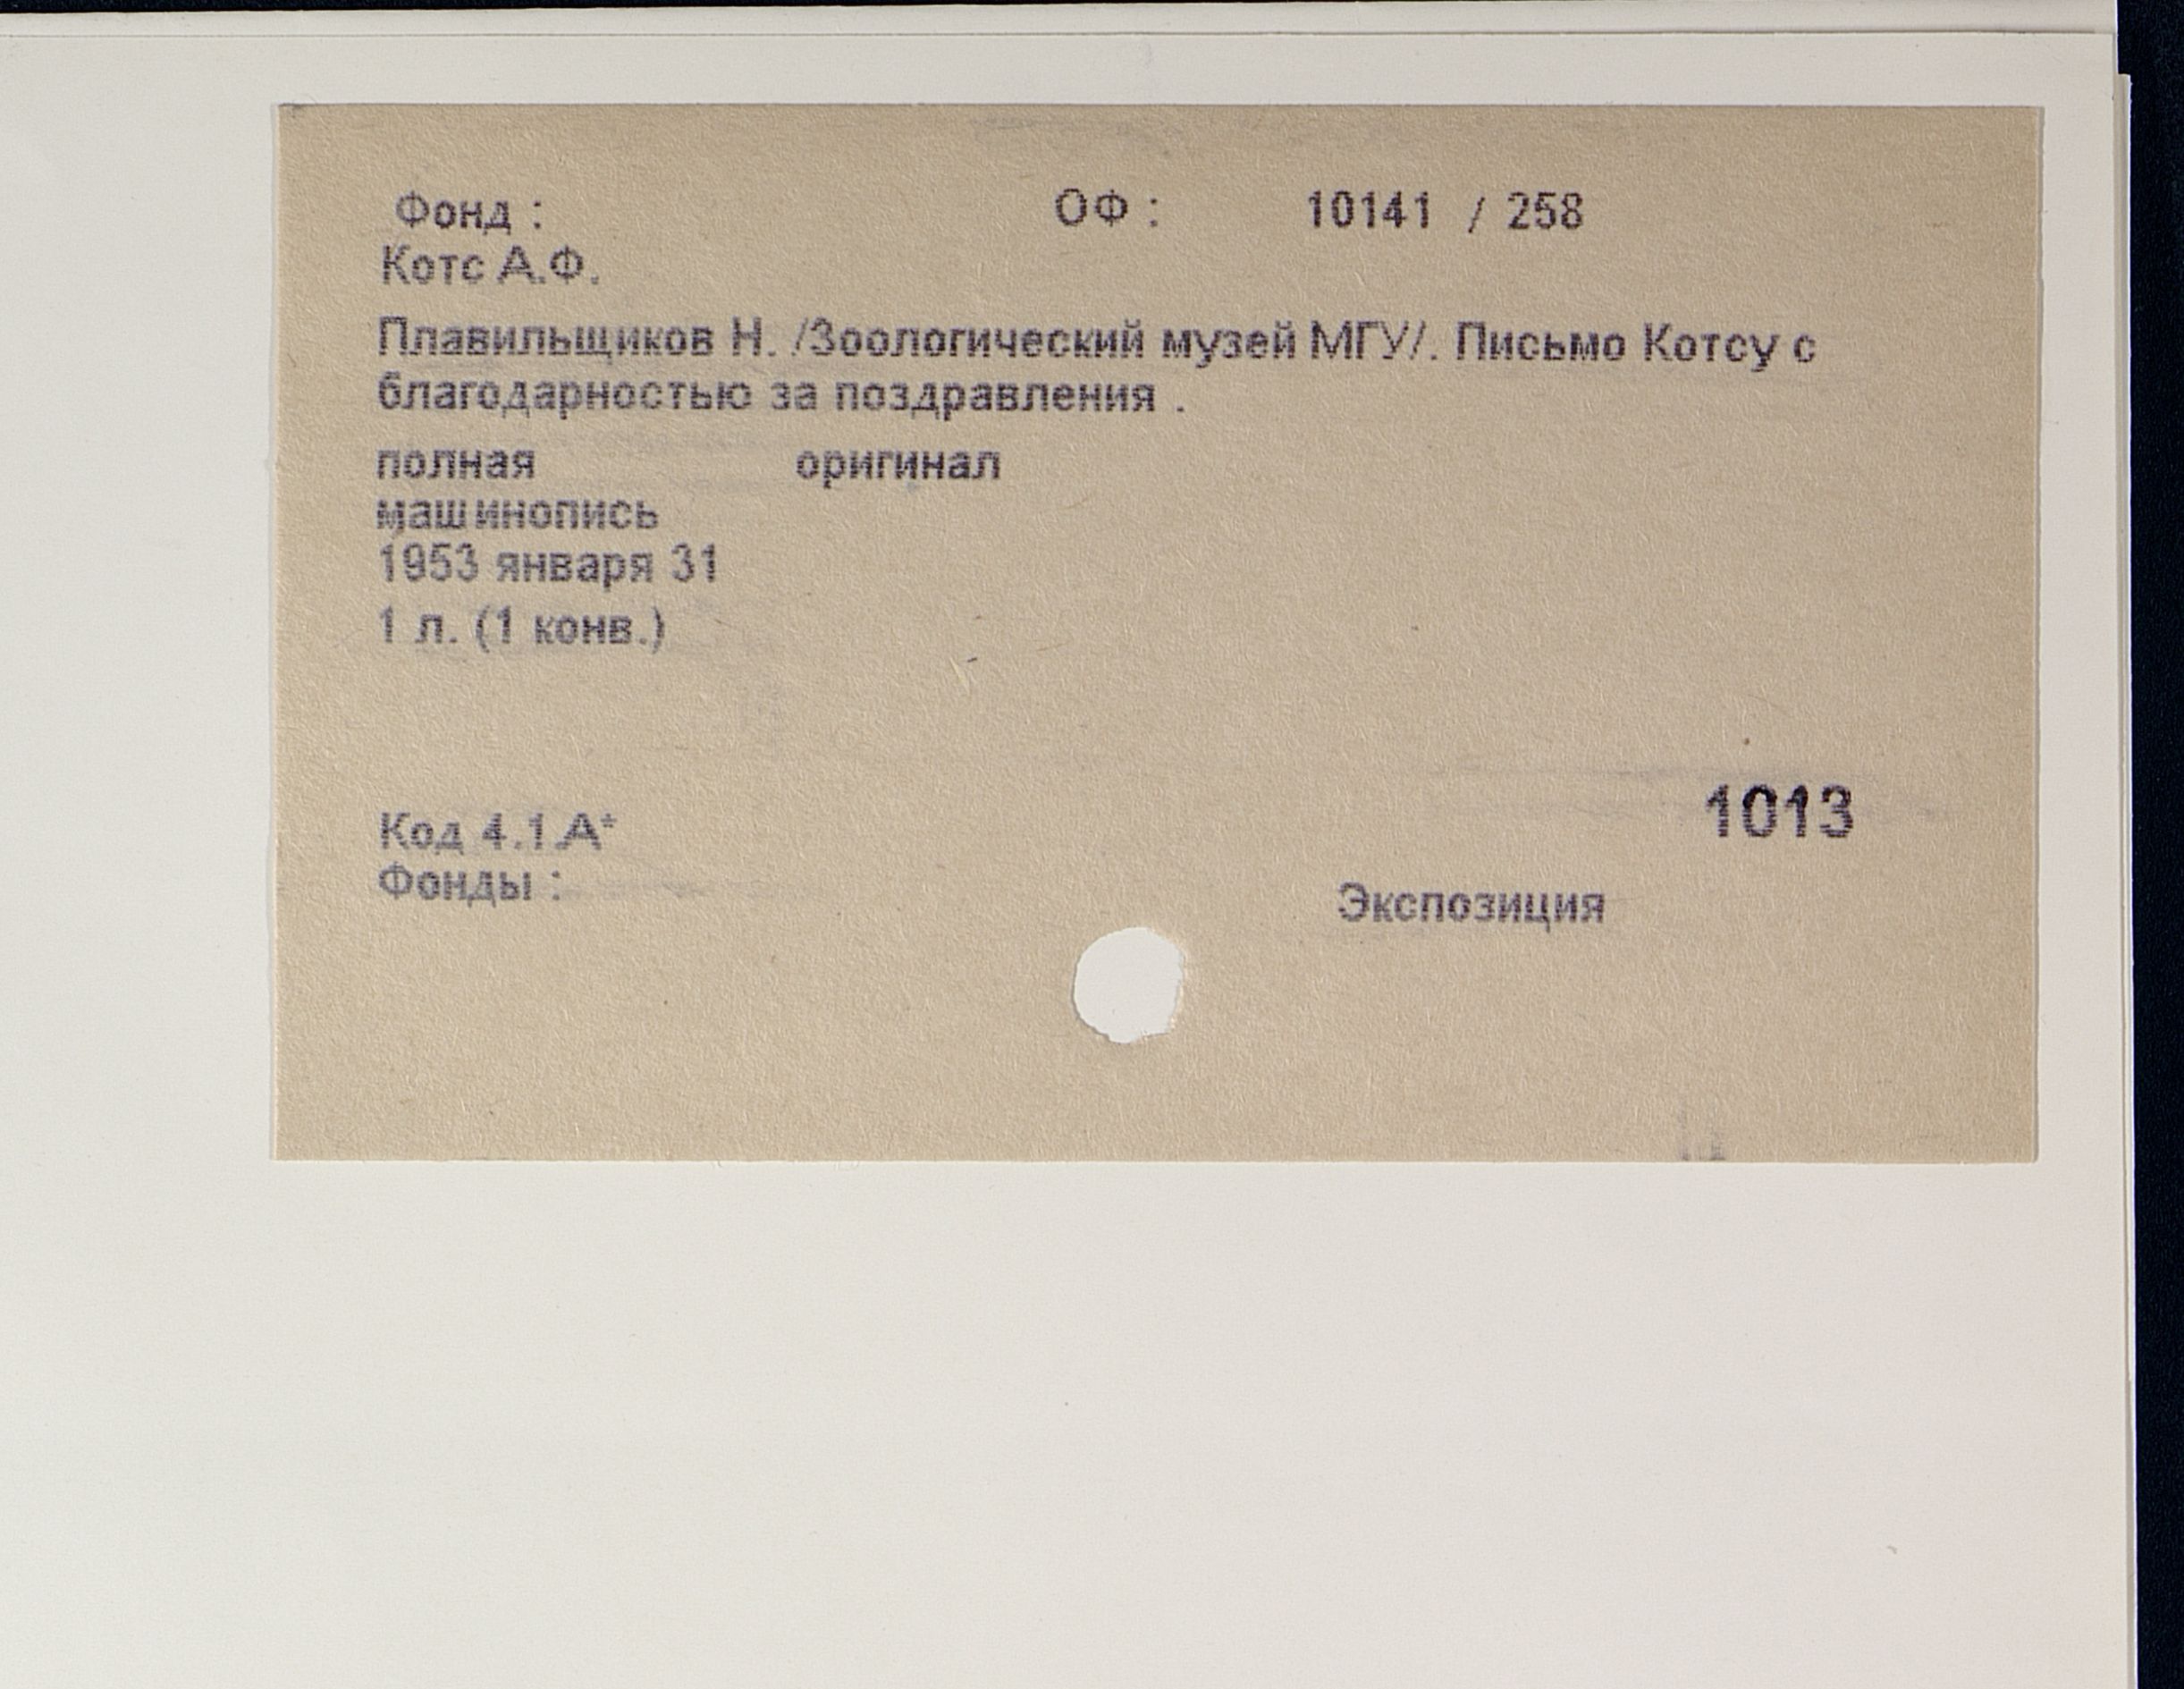 Фонд : ОФ : 10141 / 258
Котс А.Ф.
Плавильщиков Н. /Зоологический музей МГУ/. Письмо Котсу с
благодарностью за поздравления .
полная оригинал
машинопись
1953 января 31
1 л. (1 конв.)
1013
Код 4.1.А*
Фонды :
Экспозиция